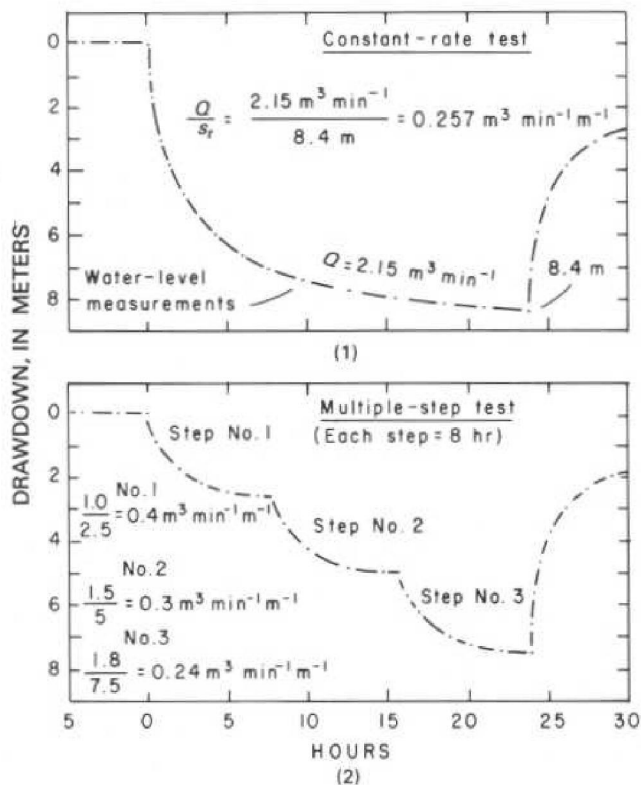 DRAWDOWN, IN METERS
0
2
4
6
8
Constant-rate test
Q/s_t = 2.15 m³ min⁻¹ / 8.4 m = 0.257 m³ min⁻¹ m⁻¹
Q = 2.15 m³ min⁻¹
8.4 m
Water-level
measurements
(1)
0
2
4
6
8
Multiple-step test
(Each step = 8 hr)
Step No. 1
No. 1
1.0/2.5 = 0.4 m³ min⁻¹ m⁻¹
Step No. 2
No. 2
1.5/5 = 0.3 m³ min⁻¹ m⁻¹
Step No. 3
No. 3
1.8/7.5 = 0.24 m³ min⁻¹ m⁻¹
5 0 5 10 15 20 25 30
HOURS
(2)